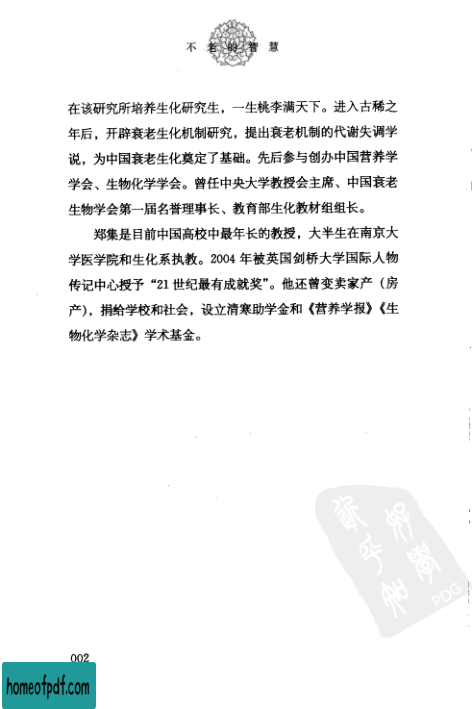 不老的智慧
在该研究所培养生化研究生，一生桃李满天下。进入古稀之
年后，开辟衰老生化机制研究，提出衰老机制的代谢失调学
说，为中国衰老生化奠定了基础。先后参与创办中国营养学
学会、生物化学学会。曾任中央大学教授会主席、中国衰老
生物学会第一届名誉理事长、教育部生化教材组组长。
郑集是目前中国高校中最年长的教授，大半生在南京大
学医学院和生化系执教。2004 年被英国剑桥大学国际人物
传记中心授予“21 世纪最有成就奖”。他还曾变卖家产（房
产），捐给学校和社会，设立清寒助学金和《营养学报》《生
物化学杂志》学术基金。
PDG
002
homeofpdf.com